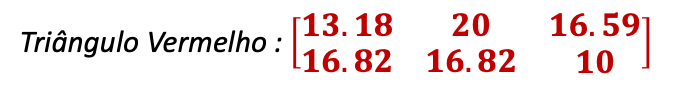 Triângulo Vermelho : [13.18 20 16.59
16.82 16.82 10]